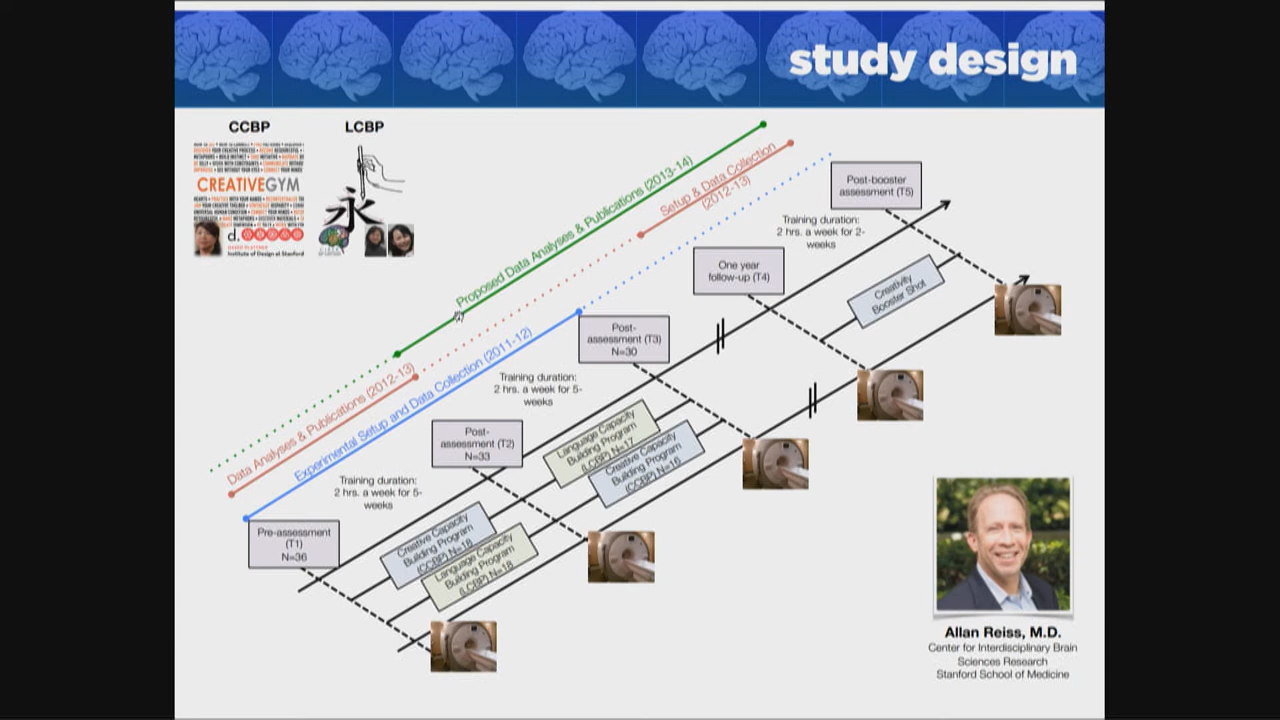 study design
CCBP
LCBP
CREATIVEGYM
d.
Institute of Design at Stanford
Proposed Data Analyses & Publications (2013-14)
Setup & Data Collection
(2012-13)
Data Analyses & Publications (2012-13)
Experimental Setup and Data Collection (2011-12)
Post-booster
assessment (T5)
Training duration:
2 hrs. a week for 2-
weeks
One year
follow-up (T4)
Creativity
Booster Shot
Post-
assessment (T3)
N=30
Training duration:
2 hrs. a week for 5-
weeks
Language Capacity
Building Program
(LCBP) N=17
Creative Capacity
Building Program
(CCBP) N=16
Post-
assessment (T2)
N=33
Training duration:
2 hrs. a week for 5-
weeks
Creative Capacity
Building Program
(CCBP) N=18
Language Capacity
Building Program
(LCBP) N=18
Pre-assessment
(T1)
N=36
Allan Reiss, M.D.
Center for Interdisciplinary Brain
Sciences Research
Stanford School of Medicine
永